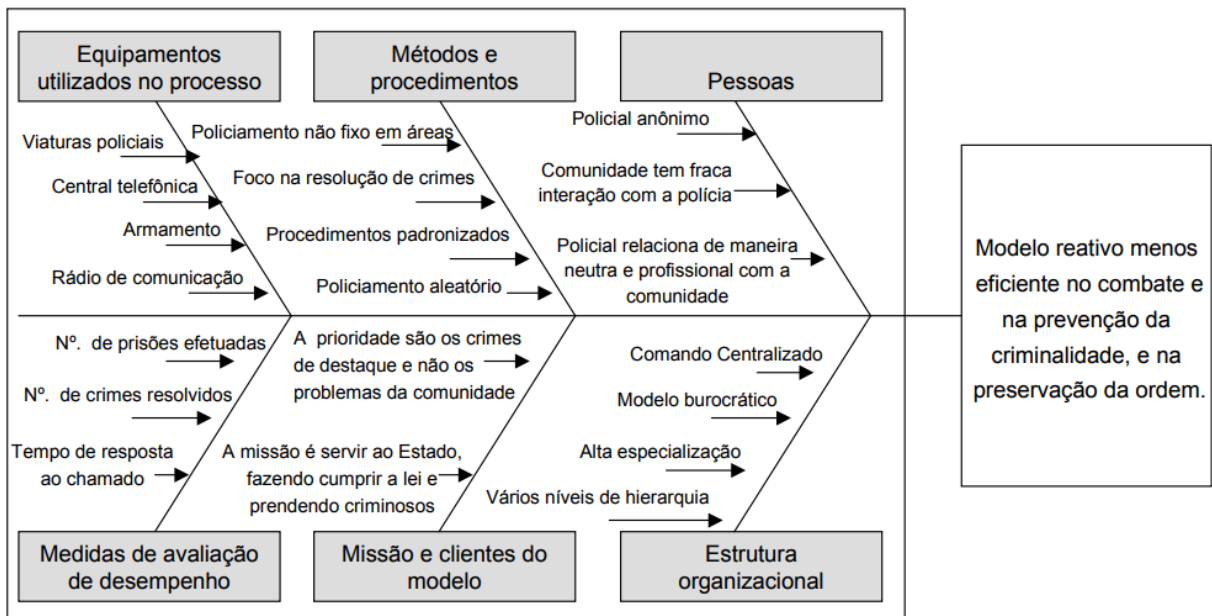 Equipamentos
utilizados no processo
Métodos e
procedimentos
Pessoas
Viaturas policiais
Central telefônica
Armamento
Rádio de comunicação
Policiamento não fixo em áreas
Foco na resolução de crimes
Procedimentos padronizados
Policiamento aleatório
Policial anônimo
Comunidade tem fraca
interação com a polícia
Policial relaciona de maneira
neutra e profissional com a
comunidade
Modelo reativo menos
eficiente no combate e
na prevenção da
criminalidade, e na
preservação da ordem.
Nº. de prisões efetuadas
Nº. de crimes resolvidos
Tempo de resposta
ao chamado
A prioridade são os crimes
de destaque e não os
problemas da comunidade
A missão é servir ao Estado,
fazendo cumprir a lei e
prendendo criminosos
Comando Centralizado
Modelo burocrático
Alta especialização
Vários níveis de hierarquia
Medidas de avaliação
de desempenho
Missão e clientes do
modelo
Estrutura
organizacional